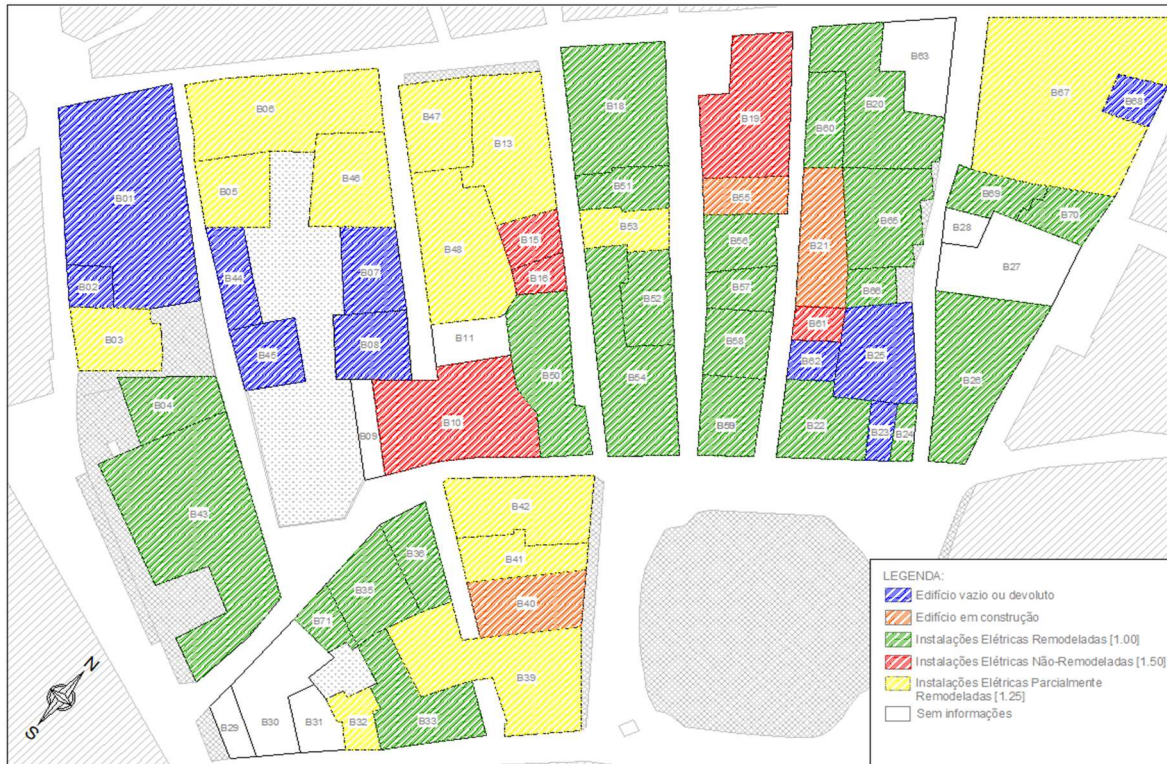 B63
B67
B68
B06
B47
B13
B18
B19
B60
B20
B01
B05
B46
B51
B55
B69
B70
B53
B65
B28
B48
B15
B56
B21
B16
B27
B02
B44
B07
B57
B66
B52
B03
B61
B11
B08
B58
B62
B25
B45
B50
B54
B26
B04
B09
B10
B59
B22
B23
B24
B43
B42
B36
B41
B35
B40
B71
B39
B29
B30
B31
B32
B33
N
S
LEGENDA:
Edifício vazio ou devoluto
Edifício em construção
Instalações Elétricas Remodeladas [1.00]
Instalações Elétricas Não-Remodeladas [1.50]
Instalações Elétricas Parcialmente
Remodeladas [1.25]
Sem informações